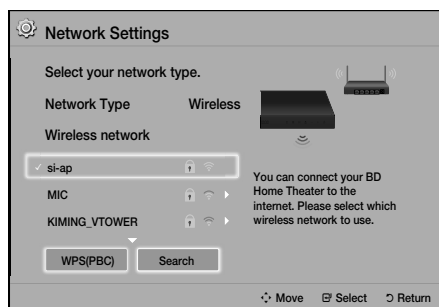 Network Settings
Select your network type.
Network Type Wireless
Wireless network
si-ap
MIC
KIMING_VTOWER
WPS(PBC) Search
You can connect your BD
Home Theater to the
internet. Please select which
wireless network to use.
Move Select Return